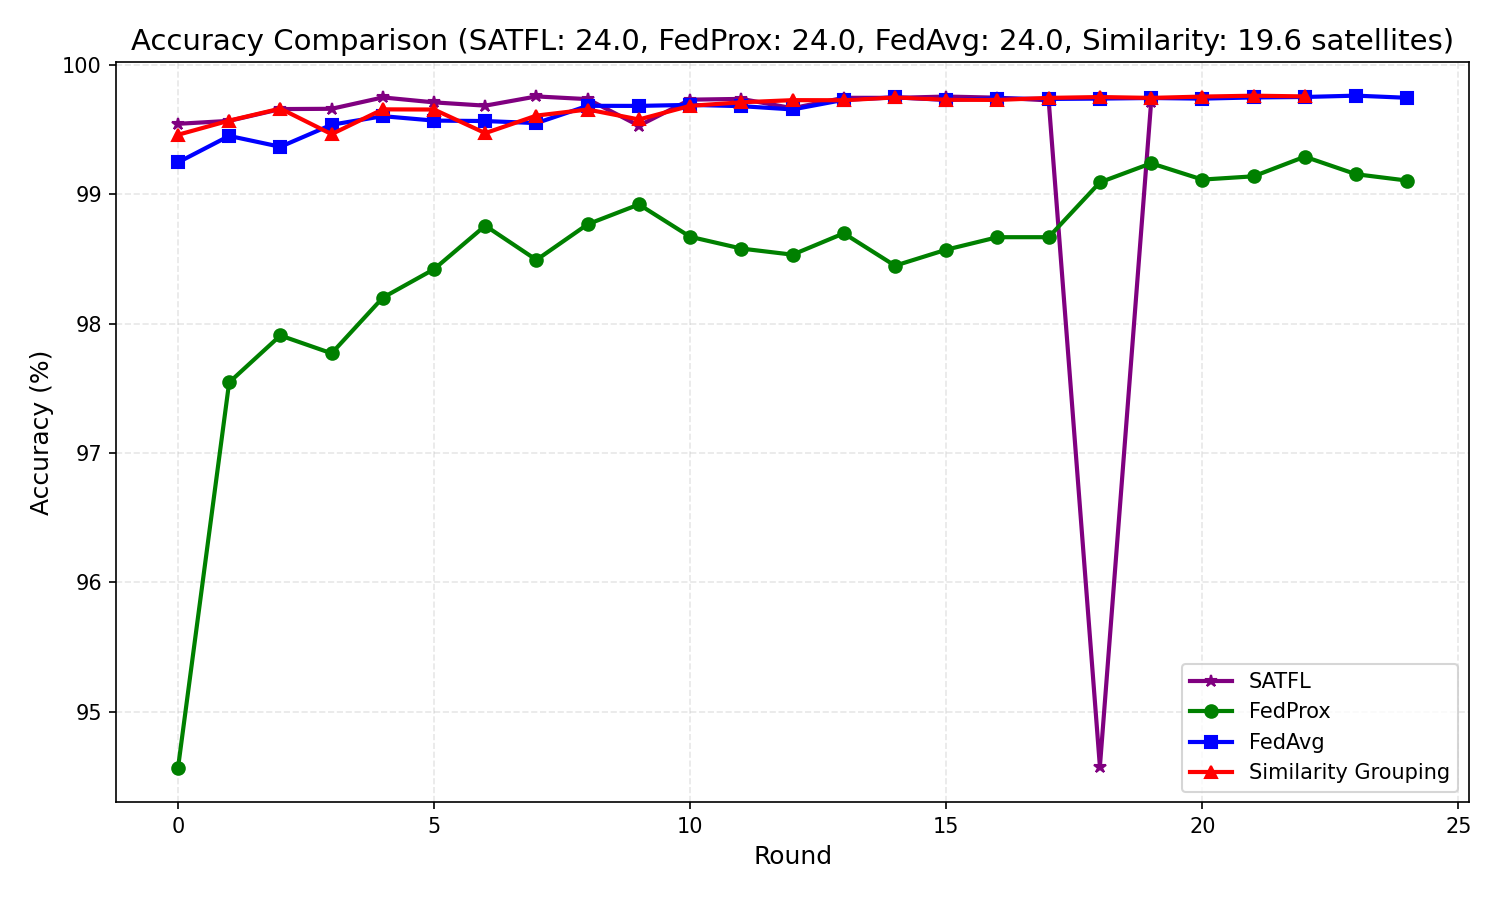 Accuracy Comparison (SATFL: 24.0, FedProx: 24.0, FedAvg: 24.0, Similarity: 19.6 satellites)
100
99
98
97
96
95
Accuracy (%)
0 5 10 15 20 25
Round
SATFL
FedProx
FedAvg
Similarity Grouping